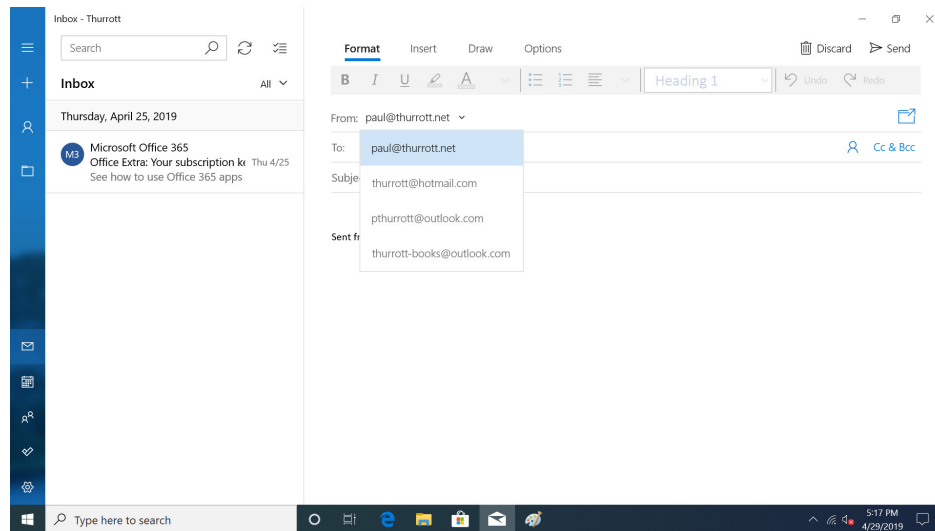 Inbox - Thurrott
Search
Inbox
All
Thursday, April 25, 2019
M3
Microsoft Office 365
Office Extra: Your subscription ke Thu 4/25
See how to use Office 365 apps
Format Insert Draw Options
Discard Send
B I U A Heading 1 Undo Redo
From: paul@thurrott.net
To: Cc & Bcc
Subje
Sent fr
paul@thurrott.net
thurrott@hotmail.com
pthurrott@outlook.com
thurrott-books@outlook.com
Type here to search
5:17 PM
4/29/2019